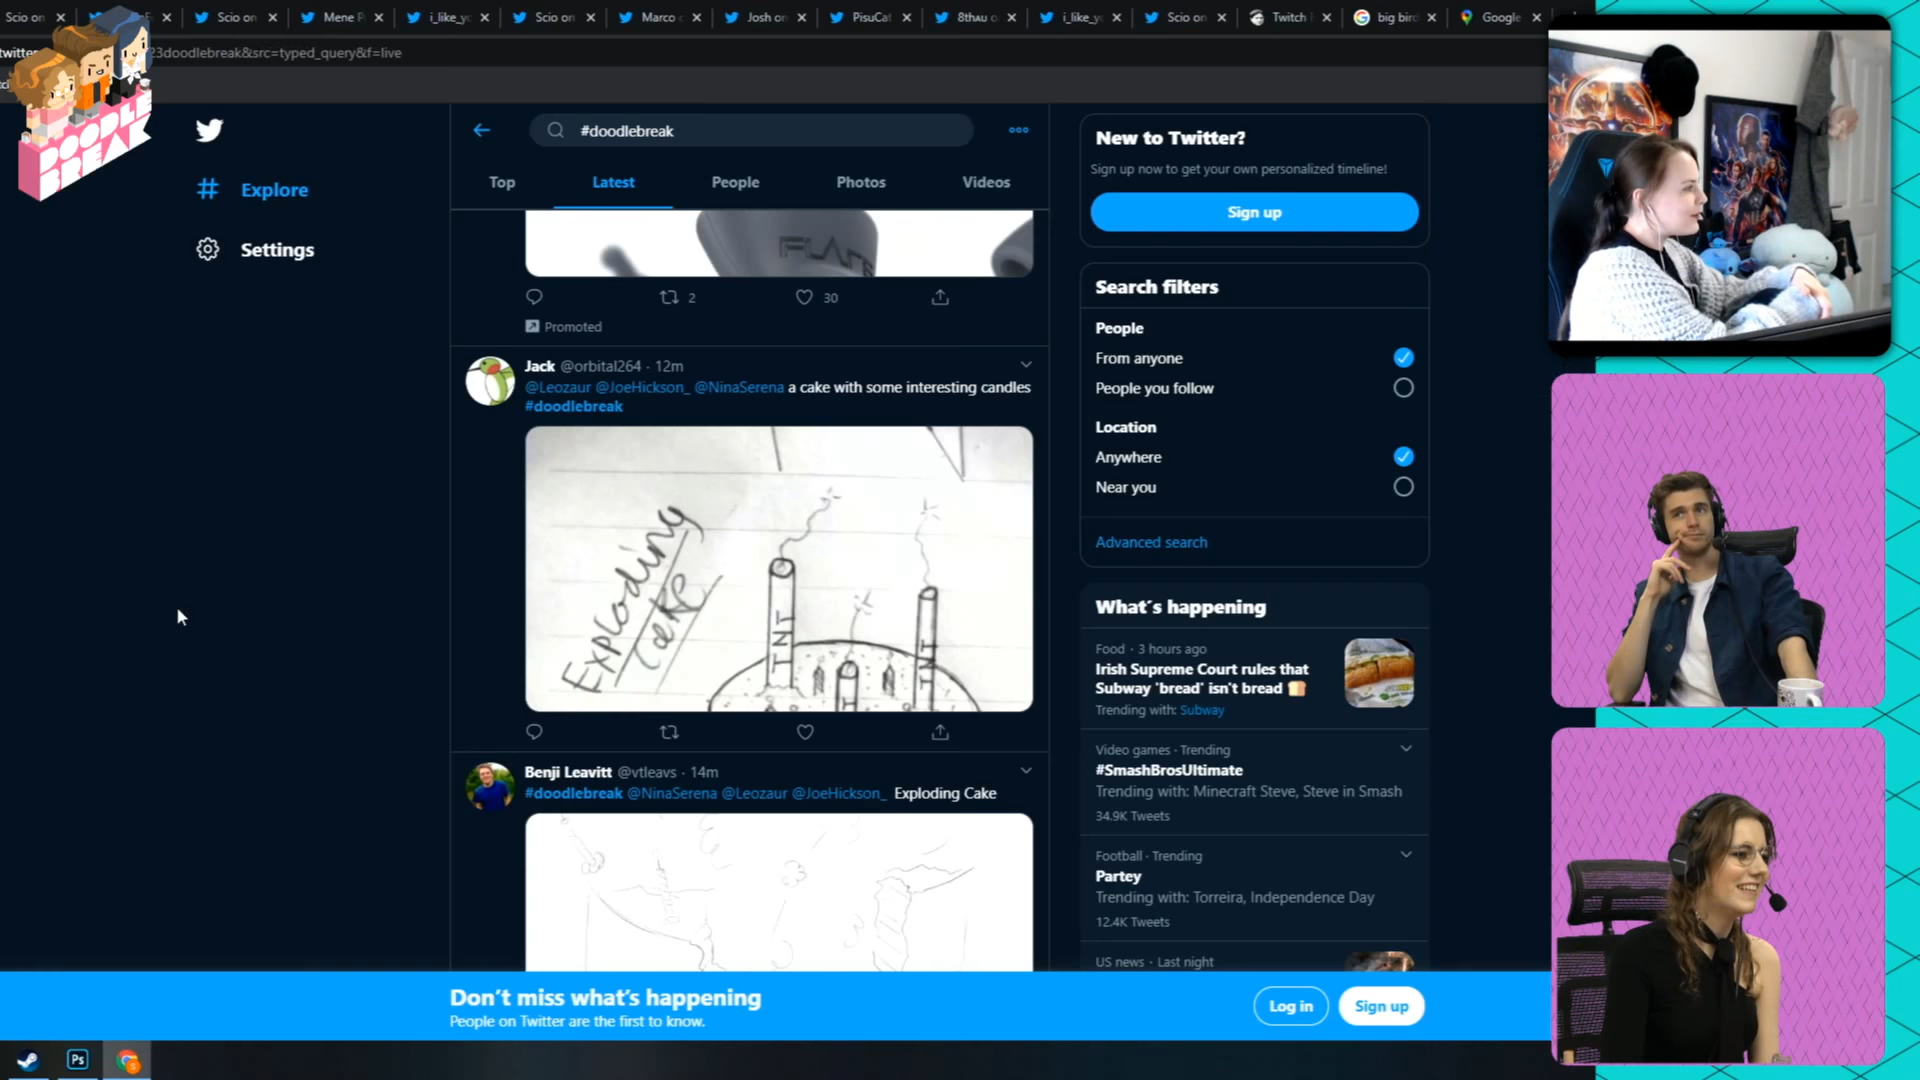 Scio on
Mene P
i_like_y
Scio on
Marco
Josh on
PisuCat
8thau o
i_like_y
Scio on
Twitch
big bir
Google
twitter
23doodlebreak&src=typed_query&f=live
DOODLE
BREAK
#doodlebreak
Explore
Settings
Top
Latest
People
Photos
Videos
2
30
Promoted
Jack @orbital264 · 12m
@Leozaur @JoeHickson_ @NinaSerena a cake with some interesting candles
#doodlebreak
Exploding
Cake
TNT
TNT
Benji Leavitt @vtleavs · 14m
#doodlebreak @NinaSerena @Leozaur @JoeHickson_ Exploding Cake
New to Twitter?
Sign up now to get your own personalized timeline!
Sign up
Search filters
People
From anyone
People you follow
Location
Anywhere
Near you
Advanced search
What's happening
Food · 3 hours ago
Irish Supreme Court rules that
Subway 'bread' isn't bread 🍞
Trending with: Subway
Video games · Trending
#SmashBrosUltimate
Trending with: Minecraft Steve, Steve in Smash
34.9K Tweets
Football · Trending
Partey
Trending with: Torreira, Independence Day
12.4K Tweets
US news · Last night
Don't miss what's happening
People on Twitter are the first to know.
Log in
Sign up
Ps